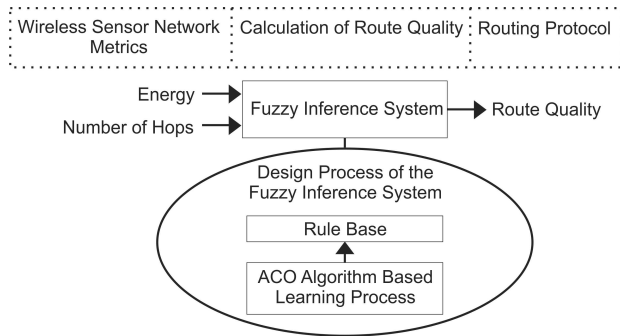 Wireless Sensor Network
Metrics
Calculation of Route Quality
Routing Protocol
Energy
Number of Hops
Fuzzy Inference System
Route Quality
Design Process of the
Fuzzy Inference System
Rule Base
ACO Algorithm Based
Learning Process